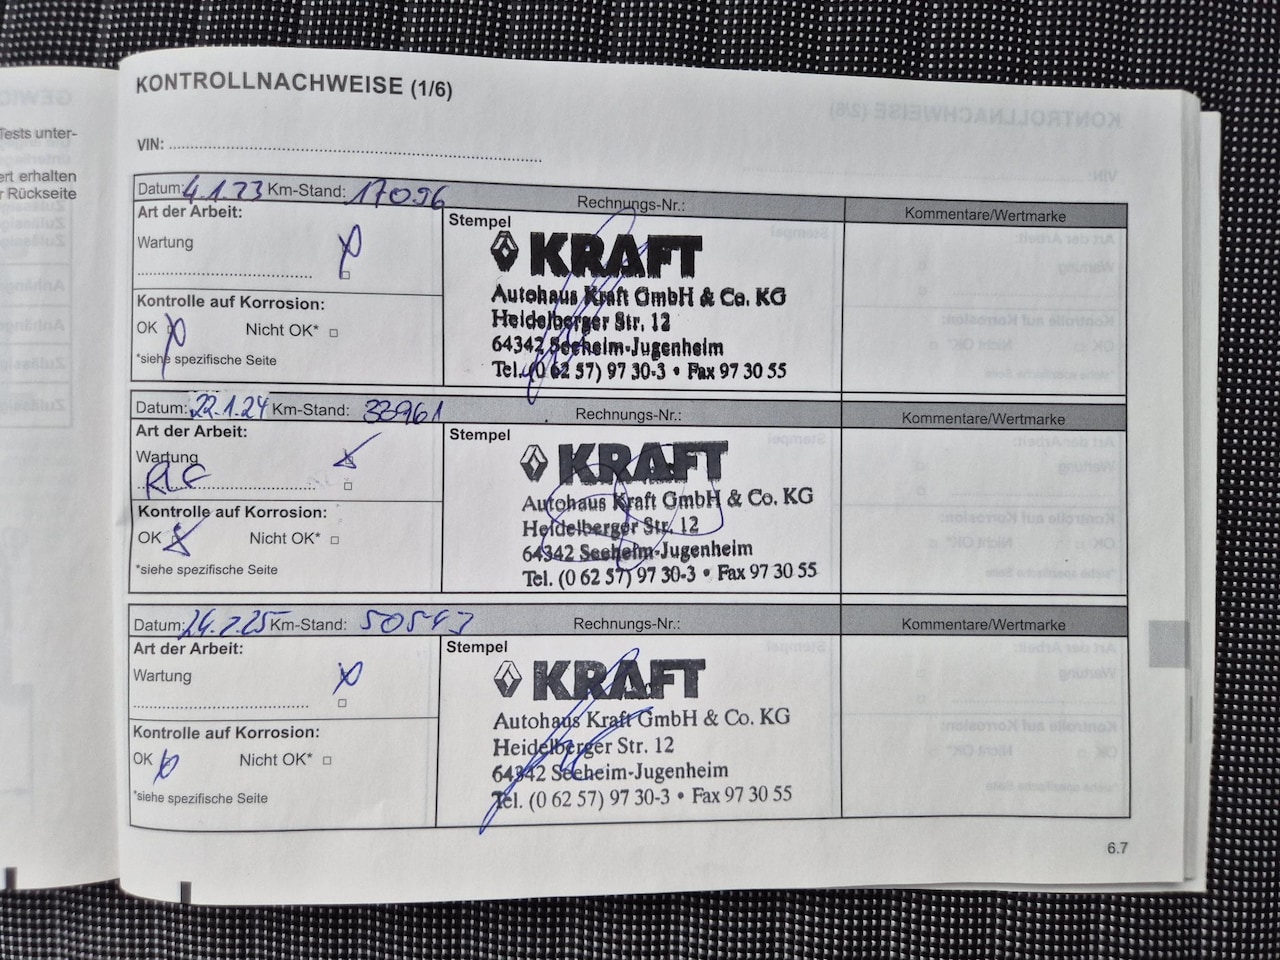 Tests unter-
ert erhalten
r Rückseite
KONTROLLNACHWEISE (1/6)
VIN:
Datum: 4.1.23 Km-Stand: 17096 Rechnungs-Nr.: Kommentare/Wertmarke
Art der Arbeit:
Wartung
Kontrolle auf Korrosion:
OK Nicht OK*
*siehe spezifische Seite
Stempel
KRAFT
Autohaus Kraft GmbH & Co. KG
Heidelberger Str. 12
64342 Seeheim-Jugenheim
Tel. (0 62 57) 97 30-3 • Fax 97 30 55
Datum: 22.1.24 Km-Stand: 33961 Rechnungs-Nr.: Kommentare/Wertmarke
Art der Arbeit:
Wartung
Kontrolle auf Korrosion:
OK Nicht OK*
*siehe spezifische Seite
Stempel
KRAFT
Autohaus Kraft GmbH & Co. KG
Heidelberger Str. 12
64342 Seeheim-Jugenheim
Tel. (0 62 57) 97 30-3 • Fax 97 30 55
Datum: Km-Stand: 50543 Rechnungs-Nr.: Kommentare/Wertmarke
Art der Arbeit:
Wartung
Kontrolle auf Korrosion:
OK Nicht OK*
*siehe spezifische Seite
Stempel
KRAFT
Autohaus Kraft GmbH & Co. KG
Heidelberger Str. 12
64342 Seeheim-Jugenheim
Tel. (0 62 57) 97 30-3 • Fax 97 30 55
6.7